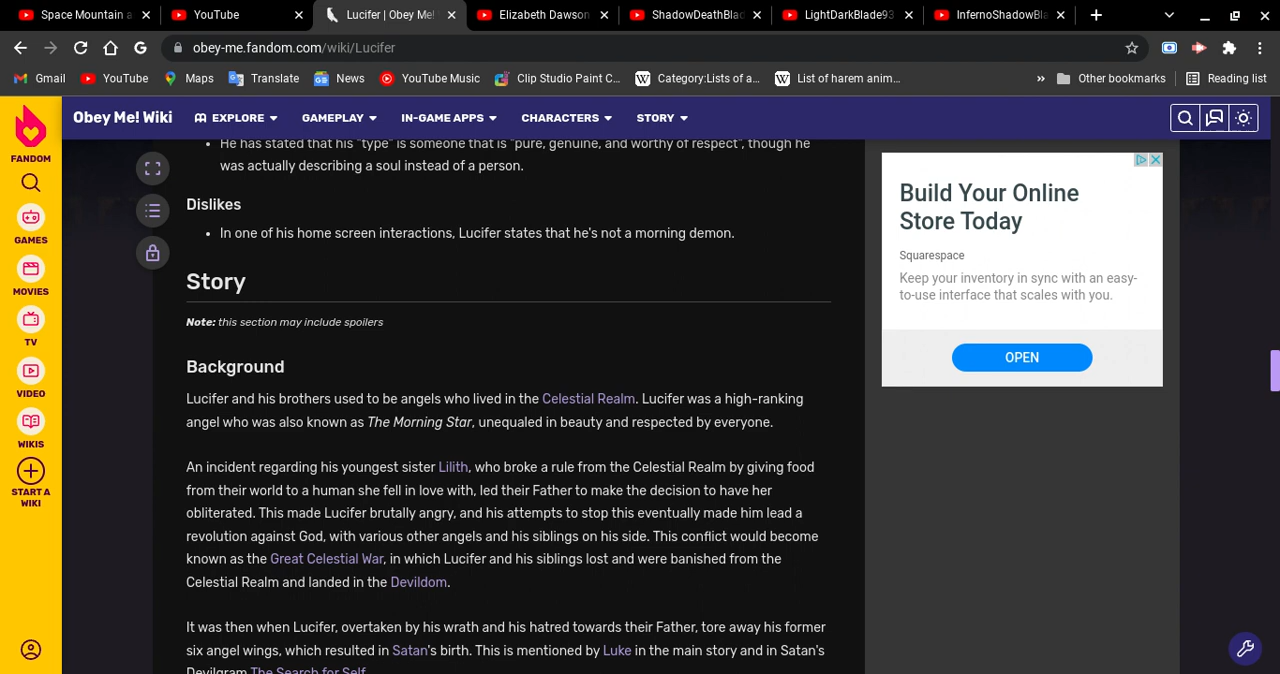 Space Mountain a
YouTube
Lucifer | Obey Me!
Elizabeth Dawson
ShadowDeathBlad
LightDarkBlade93
InfernoShadowBla
obey-me.fandom.com/wiki/Lucifer
Gmail
YouTube
Maps
Translate
News
YouTube Music
Clip Studio Paint C...
Category:Lists of a...
List of harem anim...
»
Other bookmarks
Reading list
FANDOM
GAMES
MOVIES
TV
VIDEO
WIKIS
START A
WIKI
Obey Me! Wiki
EXPLORE
GAMEPLAY
IN-GAME APPS
CHARACTERS
STORY
• He has stated that his "type" is someone that is "pure, genuine, and worthy of respect", though he
was actually describing a soul instead of a person.
Dislikes
• In one of his home screen interactions, Lucifer states that he's not a morning demon.
Story
Note: this section may include spoilers
Background
Lucifer and his brothers used to be angels who lived in the Celestial Realm. Lucifer was a high-ranking
angel who was also known as The Morning Star, unequaled in beauty and respected by everyone.
An incident regarding his youngest sister Lilith, who broke a rule from the Celestial Realm by giving food
from their world to a human she fell in love with, led their Father to make the decision to have her
obliterated. This made Lucifer brutally angry, and his attempts to stop this eventually made him lead a
revolution against God, with various other angels and his siblings on his side. This conflict would become
known as the Great Celestial War, in which Lucifer and his siblings lost and were banished from the
Celestial Realm and landed in the Devildom.
It was then when Lucifer, overtaken by his wrath and his hatred towards their Father, tore away his former
six angel wings, which resulted in Satan's birth. This is mentioned by Luke in the main story and in Satan's
Devilgram The Search for Self.
Build Your Online
Store Today
Squarespace
Keep your inventory in sync with an easy-
to-use interface that scales with you.
OPEN